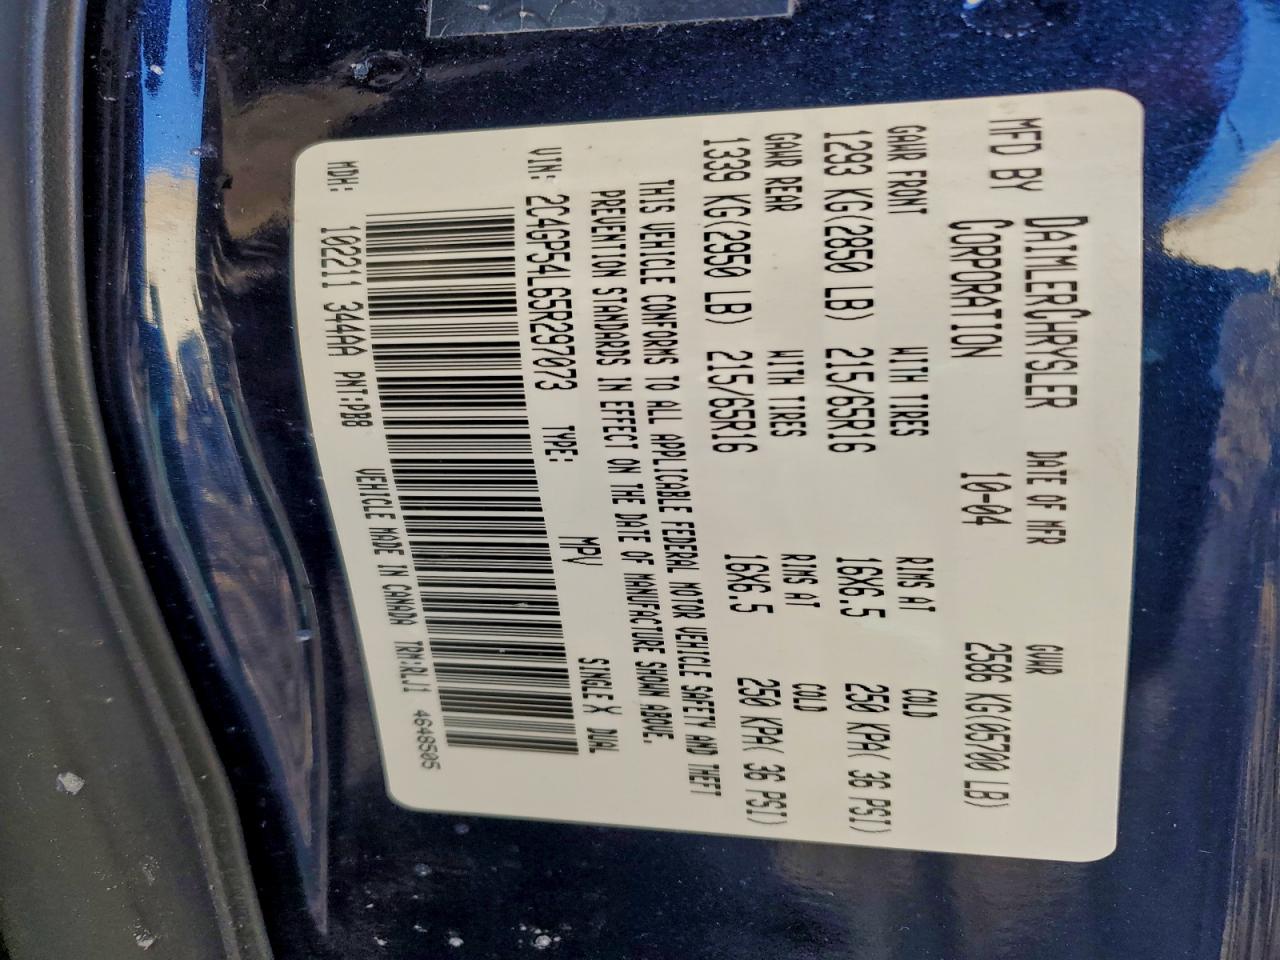 MFD BY DAIMLERCHRYSLER DATE OF MFR GVWR
CORPORATION 10-04 2586 KG(05700 LB)
GAWR FRONT WITH TIRES RIMS AT COLD
1293 KG(2850 LB) 215/65R16 16X6.5 250 KPA( 36 PSI)
GAWR REAR WITH TIRES RIMS AT COLD
1339 KG(2950 LB) 215/65R16 16X6.5 250 KPA( 36 PSI)
THIS VEHICLE CONFORMS TO ALL APPLICABLE FEDERAL MOTOR VEHICLE SAFETY AND THEFT
PREVENTION STANDARDS IN EFFECT ON THE DATE OF MANUFACTURE SHOWN ABOVE.
VIN: 2C4GP54L65R297073 TYPE: MPV SINGLE X DUAL
MDH: 102211 344AA PNT:PBB VEHICLE MADE IN CANADA TRM:RLJ1 4648505